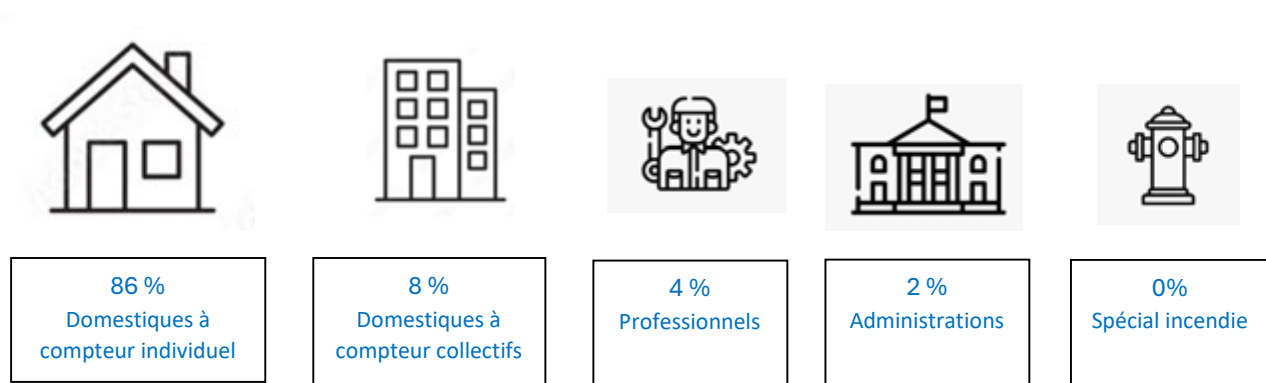 86 %
Domestiques à
compteur individuel
8 %
Domestiques à
compteur collectifs
4 %
Professionnels
2 %
Administrations
0%
Spécial incendie